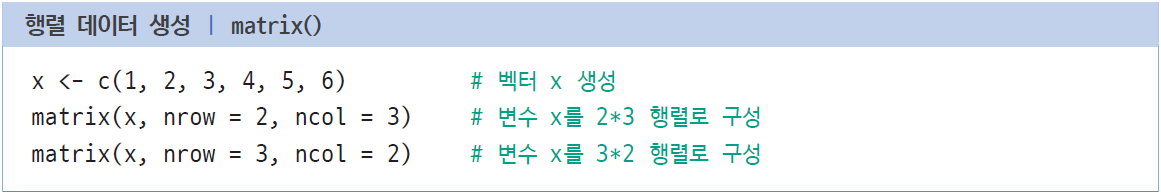 행렬 데이터 생성 | matrix()
x <- c(1, 2, 3, 4, 5, 6) # 벡터 x 생성
matrix(x, nrow = 2, ncol = 3) # 변수 x를 2*3 행렬로 구성
matrix(x, nrow = 3, ncol = 2) # 변수 x를 3*2 행렬로 구성